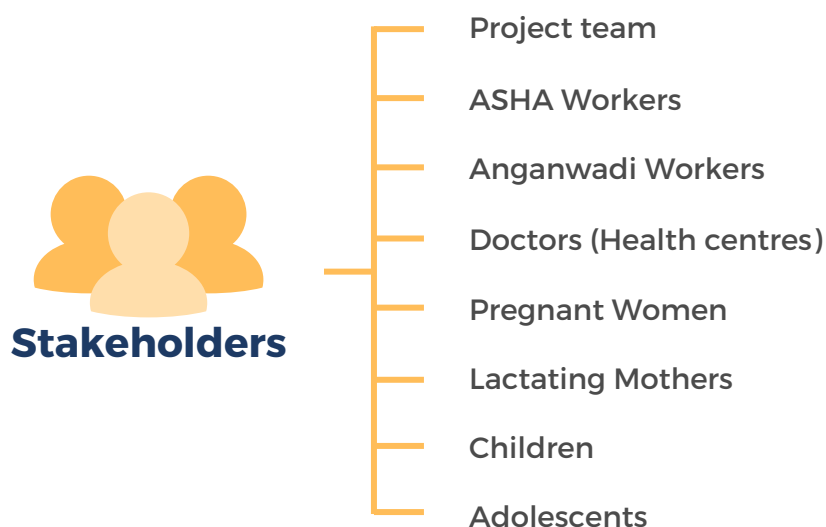 Stakeholders
Project team
ASHA Workers
Anganwadi Workers
Doctors (Health centres)
Pregnant Women
Lactating Mothers
Children
Adolescents